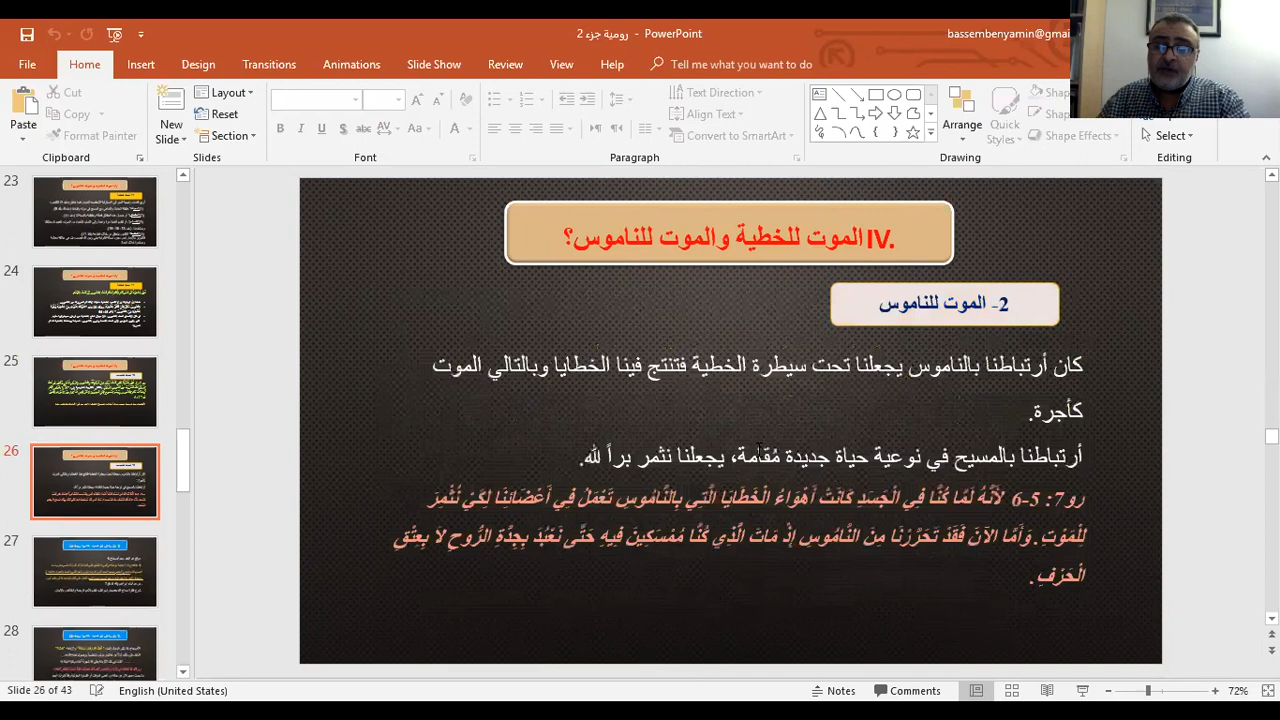 رومية جزء 2 - PowerPoint
bassembenyamin@gmai
File Home Insert Design Transitions Animations Slide Show Review View Help Tell me what you want to do
Paste
Cut
Copy
Format Painter
Clipboard
New Slide
Layout
Reset
Section
Slides
Font
Text Direction
Align Text
Convert to SmartArt
Paragraph
Arrange
Quick Styles
Shape Effects
Drawing
Select
Editing
23
24
25
26
27
28
IV. الموت للخطية والموت للناموس؟
2- الموت للناموس
كان أرتباطنا بالناموس يجعلنا تحت سيطرة الخطية فتنتج فينا الخطايا وبالتالي الموت
كأجرة.
أرتباطنا بالمسيح في نوعية حياة حديدة مُقامة، يجعلنا نثمر براً لله.
رو7: 5-6 لأَنَّهُ لَمَّا كُنَّا فِي الْجَسَدِ كَانَتْ أَهْوَاءُ الْخَطَايَا الَّتِي بِالنَّامُوسِ تَعْمَلُ فِي أَعْضَائِنَا لِكَيْ نُثْمِرَ
لِلْمَوْتِ. وَأَمَّا الآنَ فَقَدْ تَحَرَّرْنَا مِنَ النَّامُوسِ إِذْ مَاتَ الَّذِي كُنَّا مُمْسَكِينَ فِيهِ حَتَّى نَعْبُدَ بِجِدَّةِ الرُّوحِ لاَ بِعِتْقِ
الْحَرْفِ.
Slide 26 of 43 English (United States) Notes Comments 72%